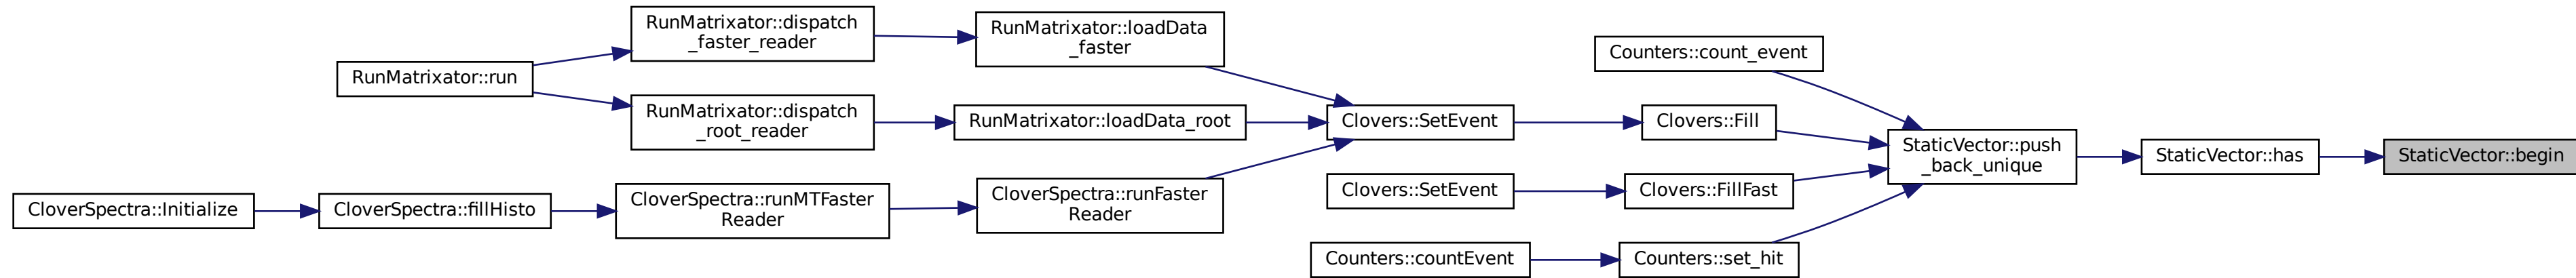 RunMatrixator::run
RunMatrixator::dispatch
_faster_reader
RunMatrixator::loadData
_faster
RunMatrixator::dispatch
_root_reader
RunMatrixator::loadData_root
CloverSpectra::Initialize
CloverSpectra::fillHisto
CloverSpectra::runMTFaster
Reader
CloverSpectra::runFaster
Reader
Clovers::SetEvent
Clovers::SetEvent
Counters::countEvent
Counters::count_event
Clovers::Fill
Clovers::FillFast
Counters::set_hit
StaticVector::push
_back_unique
StaticVector::has
StaticVector::begin